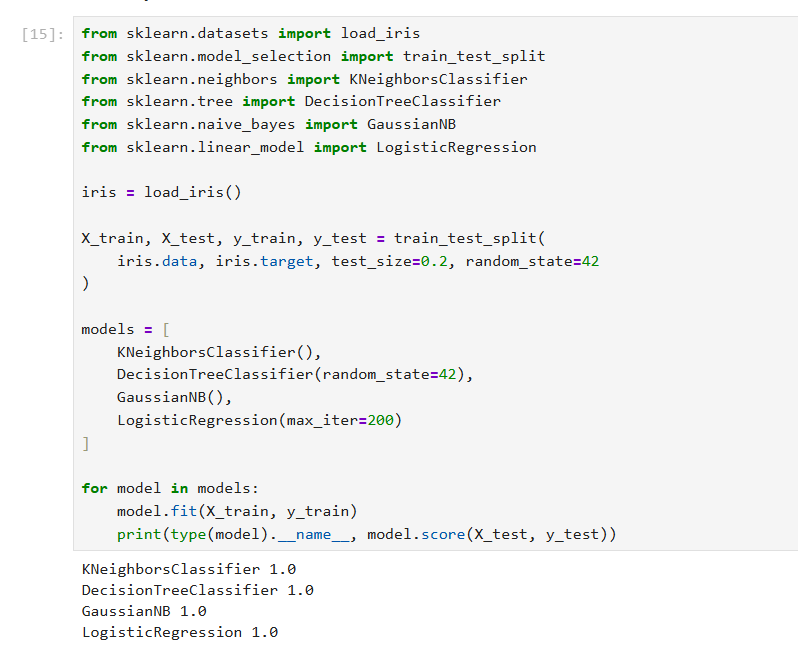 [15]: from sklearn.datasets import load_iris
from sklearn.model_selection import train_test_split
from sklearn.neighbors import KNeighborsClassifier
from sklearn.tree import DecisionTreeClassifier
from sklearn.naive_bayes import GaussianNB
from sklearn.linear_model import LogisticRegression

iris = load_iris()

X_train, X_test, y_train, y_test = train_test_split(
    iris.data, iris.target, test_size=0.2, random_state=42
)

models = [
    KNeighborsClassifier(),
    DecisionTreeClassifier(random_state=42),
    GaussianNB(),
    LogisticRegression(max_iter=200)
]

for model in models:
    model.fit(X_train, y_train)
    print(type(model).__name__, model.score(X_test, y_test))
KNeighborsClassifier 1.0
DecisionTreeClassifier 1.0
GaussianNB 1.0
LogisticRegression 1.0